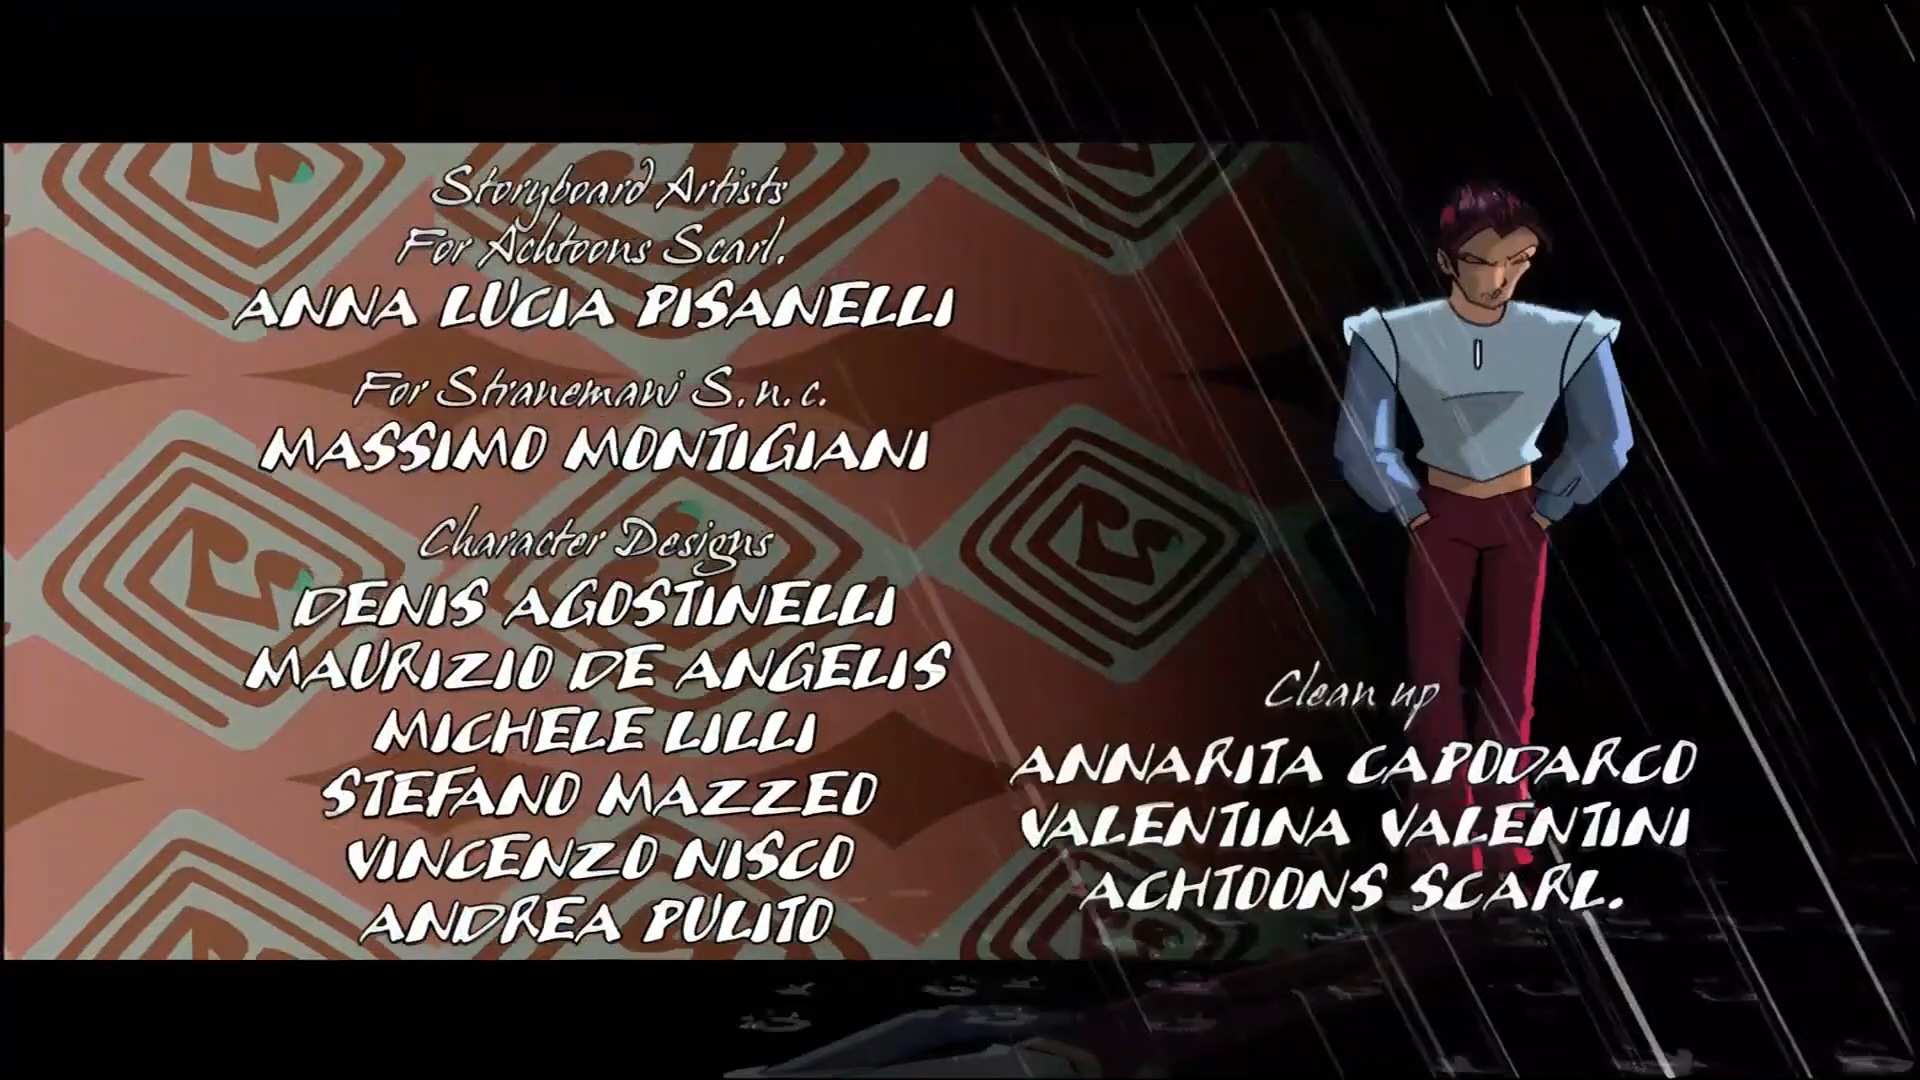 Storyboard Artists
For Achtoons Scarl.
ANNA LUCIA PISANELLI
For Stranemani S.n.c.
MASSIMO MONTIGIANI
Character Designs
DENIS AGOSTINELLI
MAURIZIO DE ANGELIS
MICHELE LILLI
STEFANO MAZZEO
VINCENZO NISCO
ANDREA PULITO
Clean up
ANNARITA CAPODARCO
VALENTINA VALENTINI
ACHTOONS SCARL.